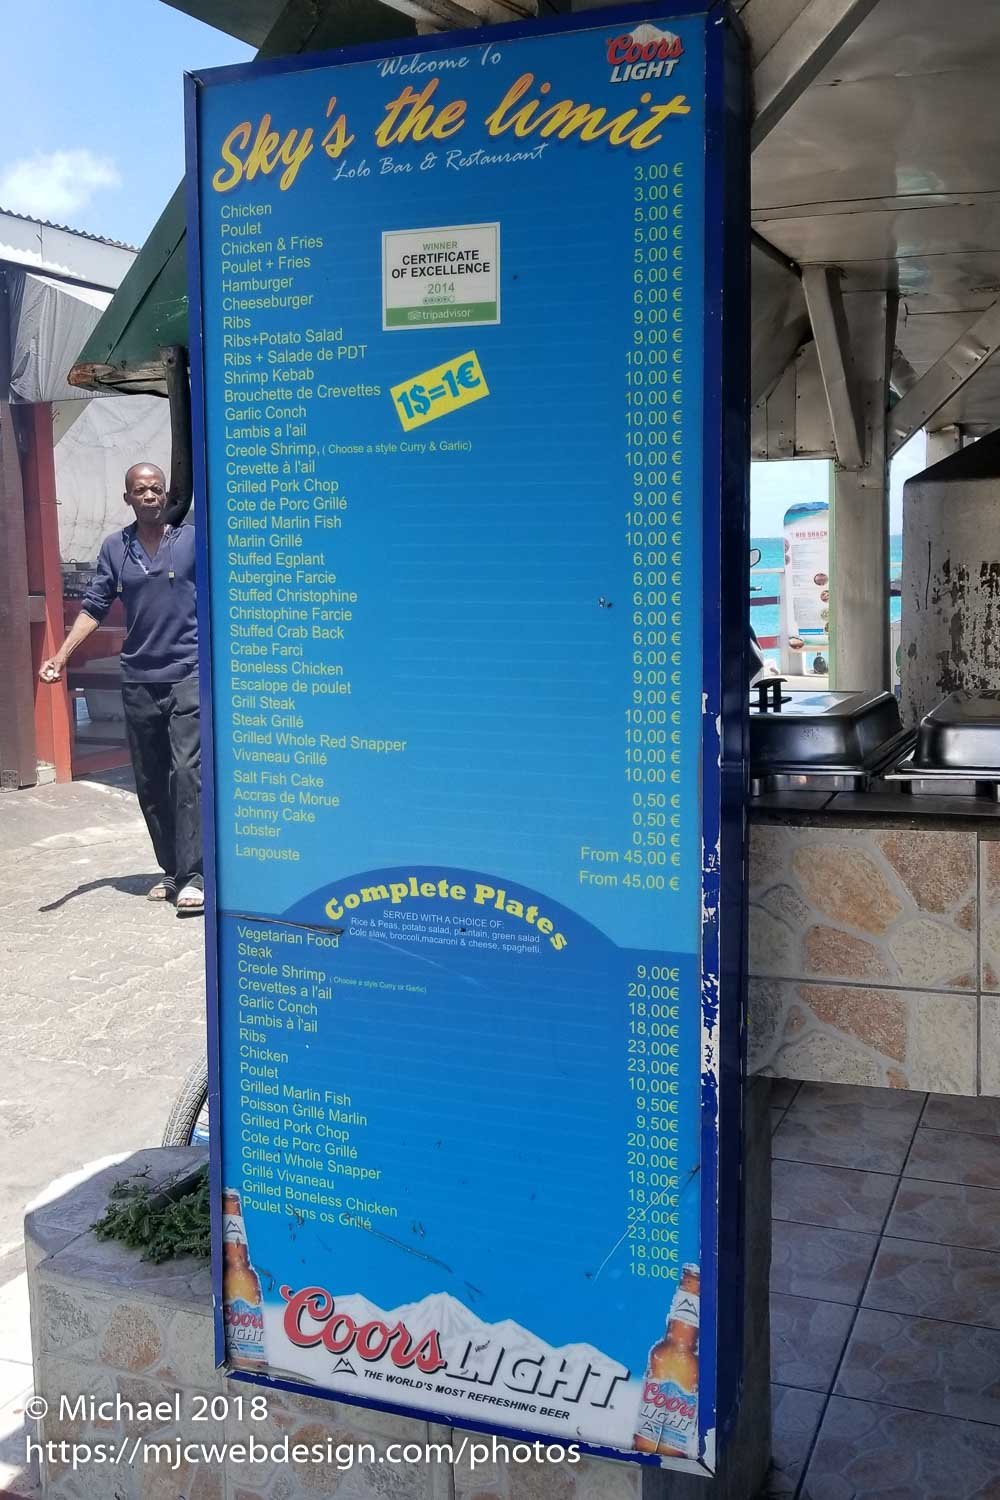 Welcome To
Coors
LIGHT
Sky's the limit
Lolo Bar & Restaurant
Chicken 3,00 €
Poulet 3,00 €
Chicken & Fries 5,00 €
Poulet + Fries 5,00 €
Hamburger 5,00 €
Cheeseburger 6,00 €
Ribs 6,00 €
Ribs+Potato Salad 9,00 €
Ribs + Salade de PDT 9,00 €
Shrimp Kebab 10,00 €
Brouchette de Crevettes 10,00 €
Garlic Conch 10,00 €
Lambis a l'ail 10,00 €
Creole Shrimp, ( Choose a style Curry & Garlic) 10,00 €
Crevette à l'ail 10,00 €
Grilled Pork Chop 9,00 €
Cote de Porc Grillé 9,00 €
Grilled Marlin Fish 10,00 €
Marlin Grillé 10,00 €
Stuffed Egplant 6,00 €
Aubergine Farcie 6,00 €
Stuffed Christophine 6,00 €
Christophine Farcie 6,00 €
Stuffed Crab Back 6,00 €
Crabe Farci 6,00 €
Boneless Chicken 9,00 €
Escalope de poulet 9,00 €
Grill Steak 10,00 €
Steak Grillé 10,00 €
Grilled Whole Red Snapper 10,00 €
Vivaneau Grillé 10,00 €
Salt Fish Cake 0,50 €
Accras de Morue 0,50 €
Johnny Cake 0,50 €
Lobster From 45,00 €
Langouste From 45,00 €
WINNER
CERTIFICATE
OF EXCELLENCE
2014
tripadvisor
1$=1€
Complete Plates
SERVED WITH A CHOICE OF:
Rice & Peas, potato salad, plaintain, green salad
Cole slaw, broccoli,macaroni & cheese, spaghetti.
Vegetarian Food 9,00€
Steak 20,00€
Creole Shrimp ( Choose a style Curry or Garlic) 18,00€
Crevettes a l'ail 18,00€
Garlic Conch 23,00€
Lambis à l'ail 23,00€
Ribs 10,00€
Chicken 9,50€
Poulet 9,50€
Grilled Marlin Fish 20,00€
Poisson Grillé Marlin 20,00€
Grilled Pork Chop 18,00€
Cote de Porc Grillé 18,00€
Grilled Whole Snapper 23,00€
Grillé Vivaneau 23,00€
Grilled Boneless Chicken 18,00€
Poulet Sans os Grillé 18,00€
Coors LIGHT
THE WORLD'S MOST REFRESHING BEER
Coors
LIGHT
Coors
LIGHT
BIG SNACK
© Michael 2018
https://mjcwebdesign.com/photos